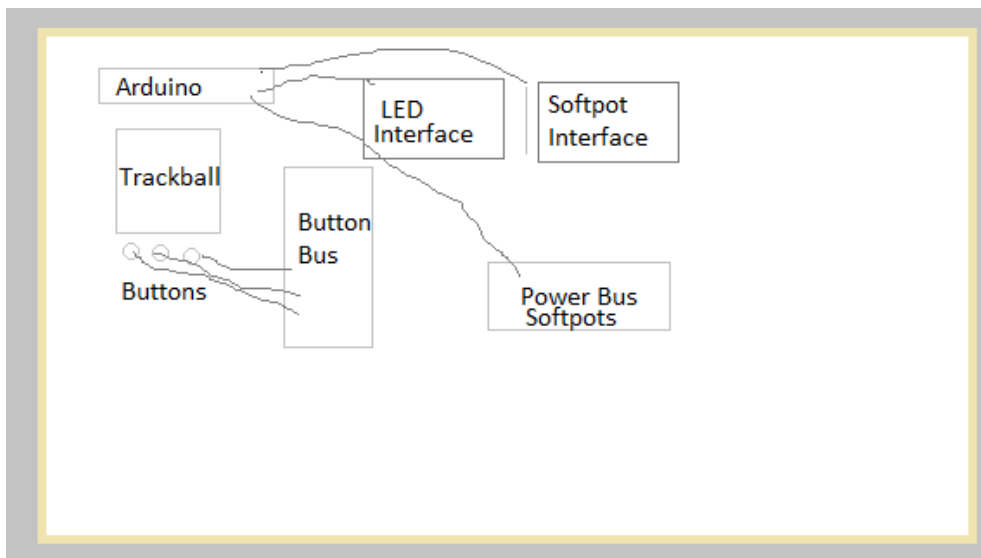 Arduino
LED
Interface
Softpot
Interface
Trackball
Button
Bus
Buttons
Power Bus
Softpots